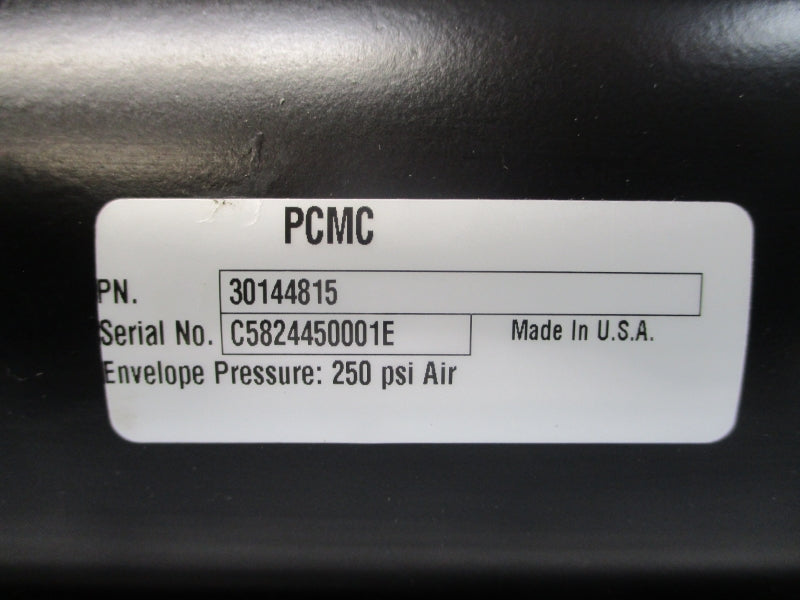 PCMC
PN. 30144815
Serial No. C5824450001E Made In U.S.A.
Envelope Pressure: 250 psi Air